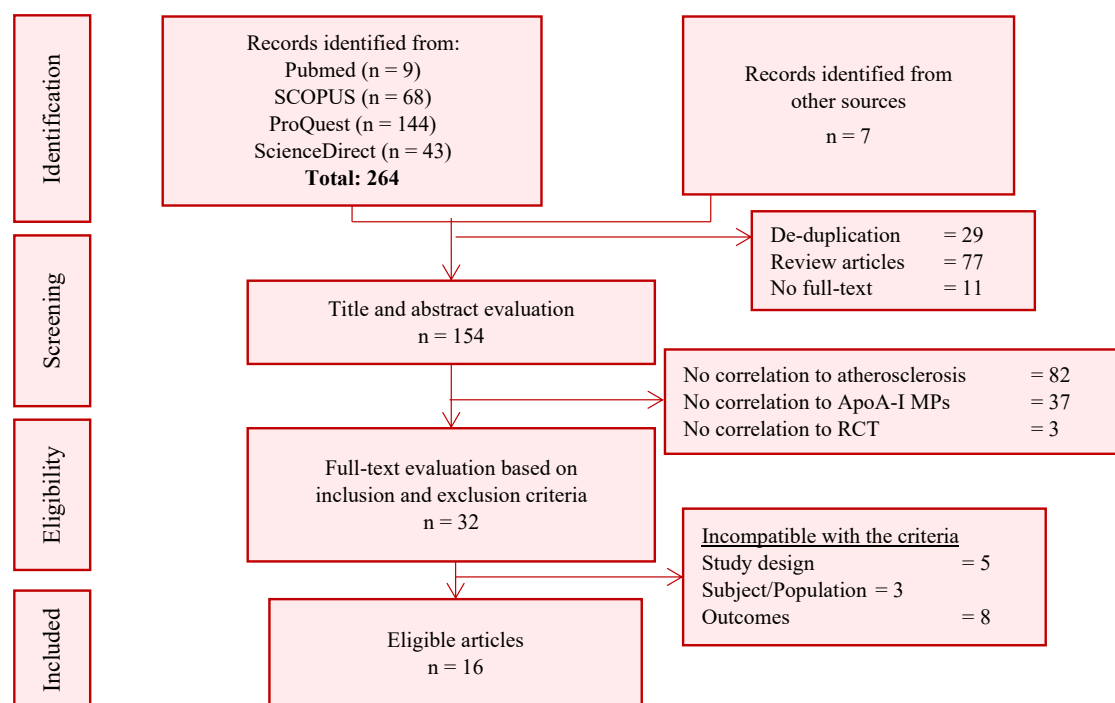 Identification
Records identified from:
Pubmed (n = 9)
SCOPUS (n = 68)
ProQuest (n = 144)
ScienceDirect (n = 43)
Total: 264
Records identified from
other sources
n = 7
De-duplication = 29
Review articles = 77
No full-text = 11
Screening
Title and abstract evaluation
n = 154
No correlation to atherosclerosis = 82
No correlation to ApoA-I MPs = 37
No correlation to RCT = 3
Eligibility
Full-text evaluation based on
inclusion and exclusion criteria
n = 32
Incompatible with the criteria
Study design = 5
Subject/Population = 3
Outcomes = 8
Included
Eligible articles
n = 16